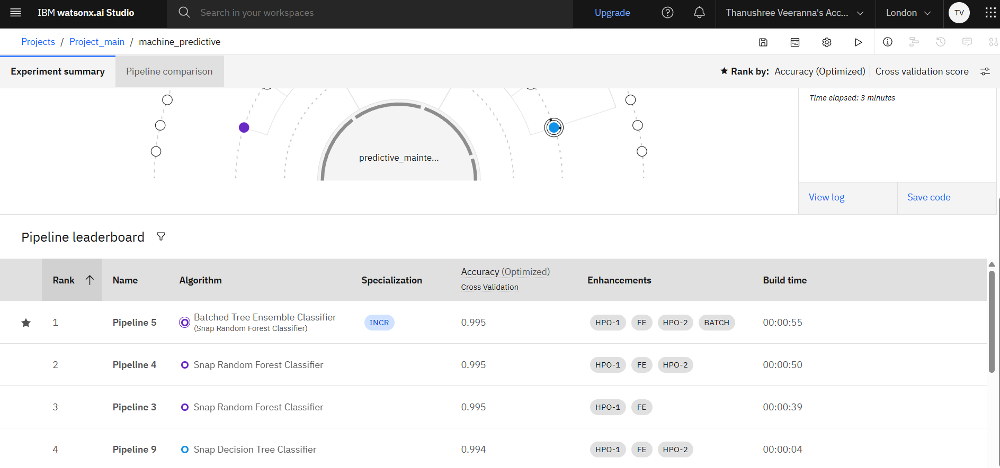 IBM watsonx.ai Studio
Search in your workspaces
Upgrade
Thanushree Veeranna's Acc...
London
TV
Projects / Project_main / machine_predictive
Experiment summary
Pipeline comparison
Rank by: Accuracy (Optimized) | Cross validation score
predictive_mainte...
Time elapsed: 3 minutes
View log
Save code
Pipeline leaderboard
Rank Name Algorithm Specialization Accuracy (Optimized) Enhancements Build time
Cross Validation
1 Pipeline 5 Batched Tree Ensemble Classifier INCR 0.995 HPO-1 FE HPO-2 BATCH 00:00:55
(Snap Random Forest Classifier)
2 Pipeline 4 Snap Random Forest Classifier 0.995 HPO-1 FE HPO-2 00:00:50
3 Pipeline 3 Snap Random Forest Classifier 0.995 HPO-1 FE 00:00:39
4 Pipeline 9 Snap Decision Tree Classifier 0.994 HPO-1 FE HPO-2 00:00:04